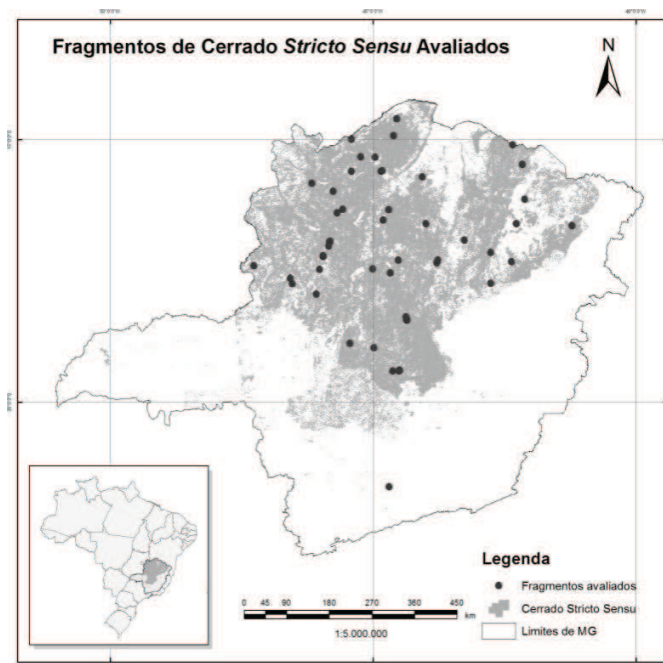 Fragmentos de Cerrado Stricto Sensu Avaliados
N
Legenda
Fragmentos avaliados
Cerrado Stricto Sensu
Limites de MG
0 45 90 180 270 360 450
km
1:5.000.000